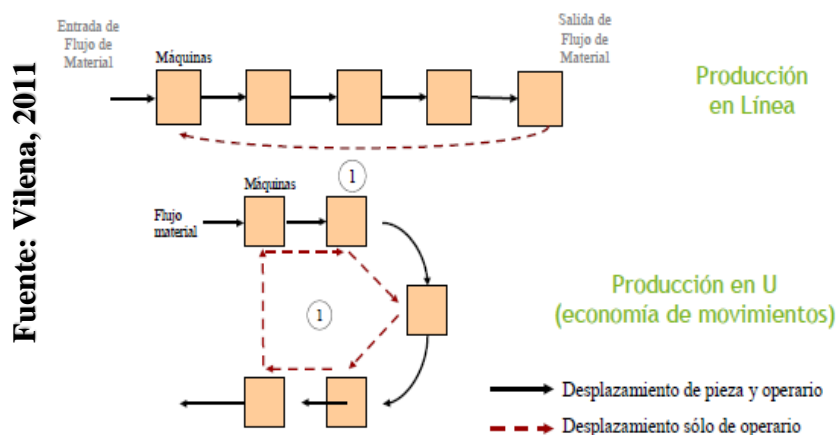 Fuente: Vilena, 2011
Entrada de
Flujo de
Material
Máquinas
Salida de
Flujo de
Material
Producción
en Línea
1
Máquinas
Flujo
material
1
Producción en U
(economía de movimientos)
Desplazamiento de pieza y operario
Desplazamiento sólo de operario